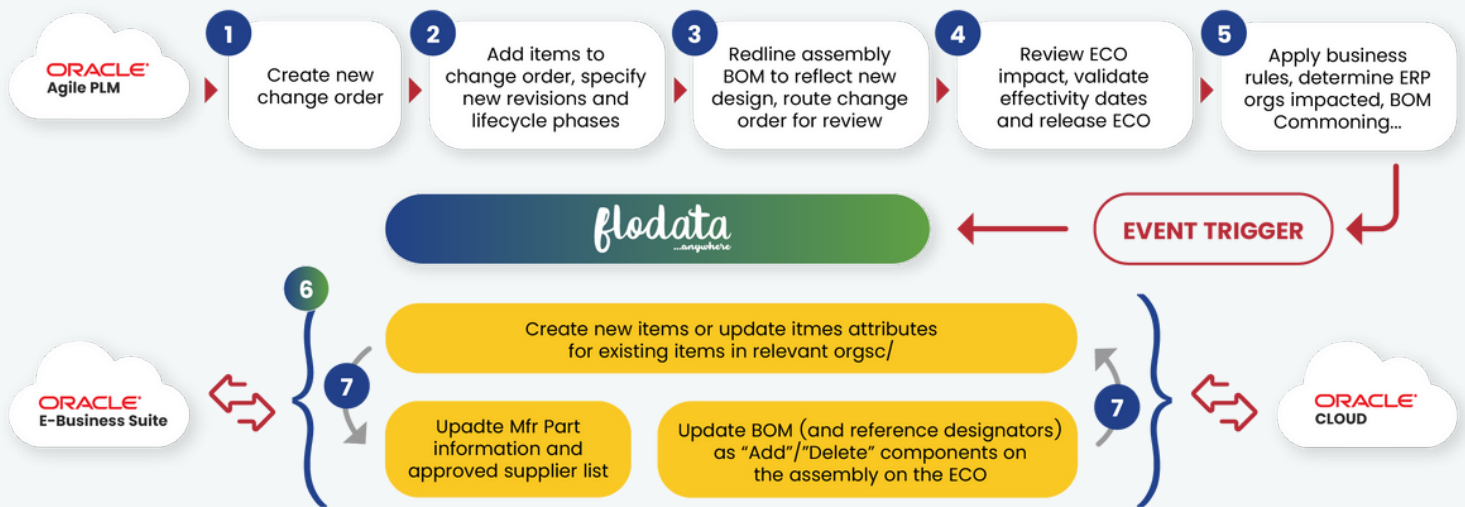 ORACLE
Agile PLM
1
Create new
change order
2
Add items to
change order, specify
new revisions and
lifecycle phases
3
Redline assembly
BOM to reflect new
design, route change
order for review
4
Review ECO
impact, validate
effectivity dates
and release ECO
5
Apply business
rules, determine ERP
orgs impacted, BOM
Commoning...
flodata
...anywhere
EVENT TRIGGER
6
Create new items or update itmes attributes
for existing items in relevant orgsc/
7
7
ORACLE
E-Business Suite
Upadte Mfr Part
information and
approved supplier list
Update BOM (and reference designators)
as “Add”/”Delete” components on
the assembly on the ECO
ORACLE
CLOUD